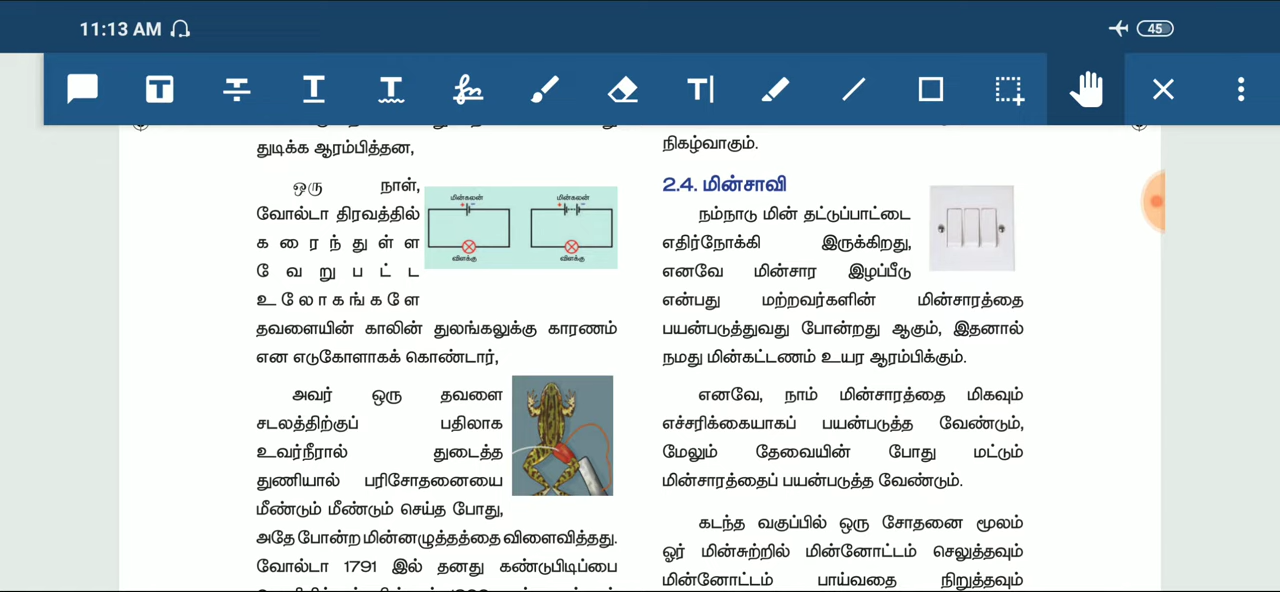 11:13 AM
45
துடிக்க ஆரம்பித்தன,
ஒரு நாள்,
வோல்டா திரவத்தில்
க ரை ந் து ள் ள
வே று ப ட் ட
உ லோ க ங் க ளே
தவளையின் காலின் துலங்கலுக்கு காரணம்
என எடுகோளாகக் கொண்டார்,
மின்கலன்
விளக்கு
மின்கலன்
விளக்கு
அவர் ஒரு தவளை
சடலத்திற்குப் பதிலாக
உவர்நீரால் துடைத்த
துணியால் பரிசோதனையை
மீண்டும் மீண்டும் செய்த போது,
அதே போன்ற மின்னழுத்தத்தை விளைவித்தது.
வோல்டா 1791 இல் தனது கண்டுபிடிப்பை
நிகழ்வாகும்.
2.4. மின்சாவி
நம்நாடு மின் தட்டுப்பாட்டை
எதிர்நோக்கி இருக்கிறது,
எனவே மின்சார இழப்பீடு
என்பது மற்றவர்களின் மின்சாரத்தை
பயன்படுத்துவது போன்றது ஆகும், இதனால்
நமது மின்கட்டணம் உயர ஆரம்பிக்கும்.
எனவே, நாம் மின்சாரத்தை மிகவும்
எச்சரிக்கையாகப் பயன்படுத்த வேண்டும்,
மேலும் தேவையின் போது மட்டும்
மின்சாரத்தைப் பயன்படுத்த வேண்டும்.
கடந்த வகுப்பில் ஒரு சோதனை மூலம்
ஓர் மின்சுற்றில் மின்னோட்டம் செலுத்தவும்
மின்னோட்டம் பாய்வதை நிறுத்தவும்